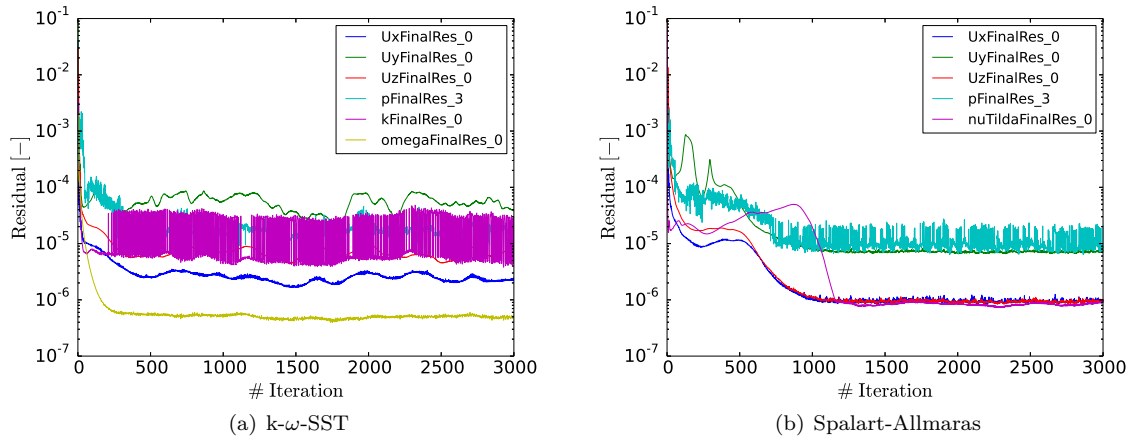 10^-1
10^-2
10^-3
10^-4
10^-5
10^-6
10^-7
Residual [−]
0 500 1000 1500 2000 2500 3000
# Iteration
UxFinalRes_0
UyFinalRes_0
UzFinalRes_0
pFinalRes_3
kFinalRes_0
omegaFinalRes_0
(a) k-ω-SST
10^-1
10^-2
10^-3
10^-4
10^-5
10^-6
10^-7
Residual [−]
0 500 1000 1500 2000 2500 3000
# Iteration
UxFinalRes_0
UyFinalRes_0
UzFinalRes_0
pFinalRes_3
nuTildaFinalRes_0
(b) Spalart-Allmaras